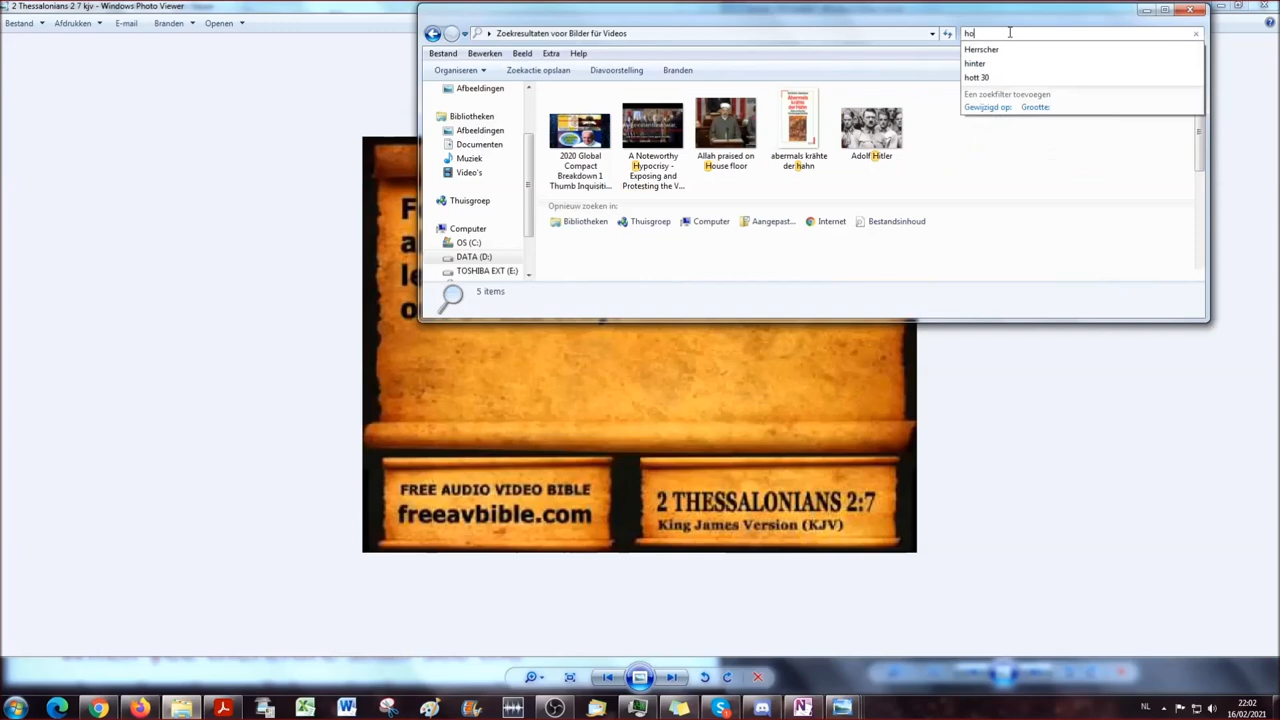 2 Thessalonians 2 7 kjv - Windows Photo Viewer
Bestand Afdrukken E-mail Branden Openen
Zoekresultaten voor Bilder für Videos
ho
Bestand Bewerken Beeld Extra Help
Herrscher
hinter
hott 30
Een zoekfilter toevoegen
Gewijzigd op: Grootte:
Organiseren Zoekactie opslaan Diavoorstelling Branden
Afbeeldingen
Bibliotheken
Afbeeldingen
Documenten
Muziek
Video's
Thuisgroep
Computer
OS (C:)
DATA (D:)
TOSHIBA EXT (E:)
2020 Global
Compact
Breakdown 1
Thumb Inquisiti...
A Noteworthy
Hypocrisy -
Exposing and
Protesting the V...
Allah praised on
House floor
abermals krähte
der hahn
Adolf Hitler
Opnieuw zoeken in:
Bibliotheken Thuisgroep Computer Aangepast... Internet Bestandsinhoud
5 items
FREE AUDIO VIDEO BIBLE
freeavbible.com
2 THESSALONIANS 2:7
King James Version (KJV)
NL
22:02
16/02/2021